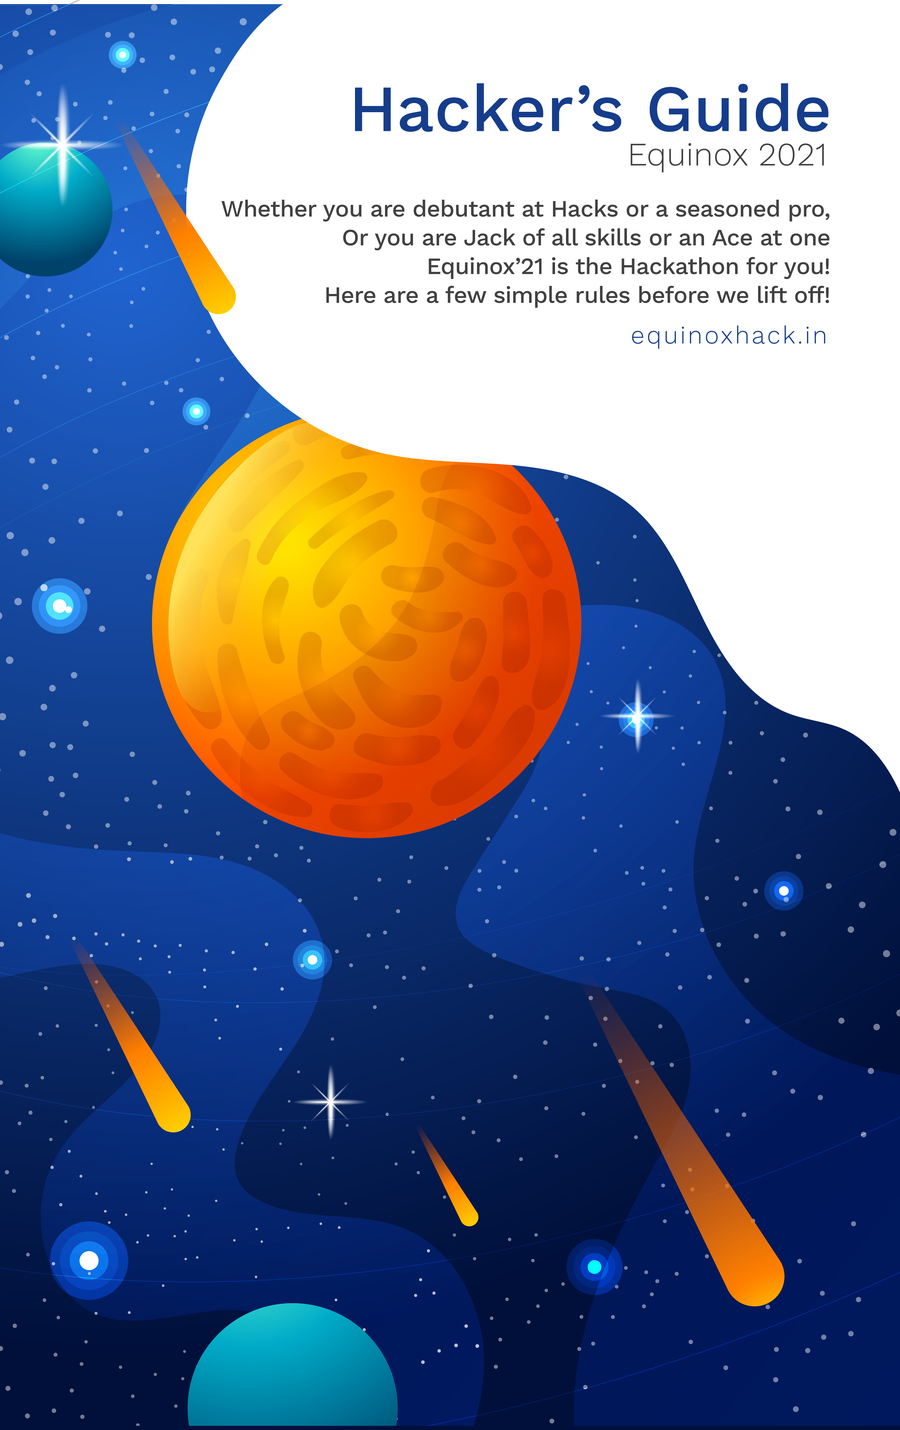 Hacker’s Guide
Equinox 2021
Whether you are debutant at Hacks or a seasoned pro,
Or you are Jack of all skills or an Ace at one
Equinox’21 is the Hackathon for you!
Here are a few simple rules before we lift off!
equinoxhack.in